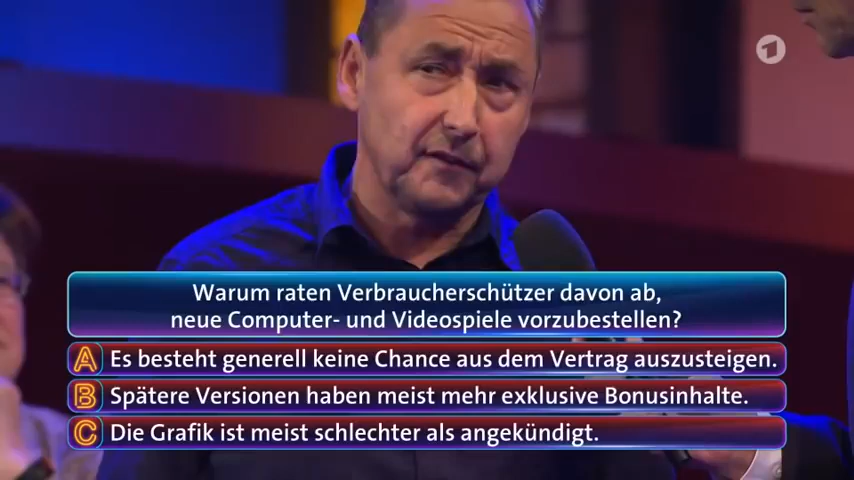 1
Warum raten Verbraucherschützer davon ab,
neue Computer- und Videospiele vorzubestellen?
A Es besteht generell keine Chance aus dem Vertrag auszusteigen.
B Spätere Versionen haben meist mehr exklusive Bonusinhalte.
C Die Grafik ist meist schlechter als angekündigt.